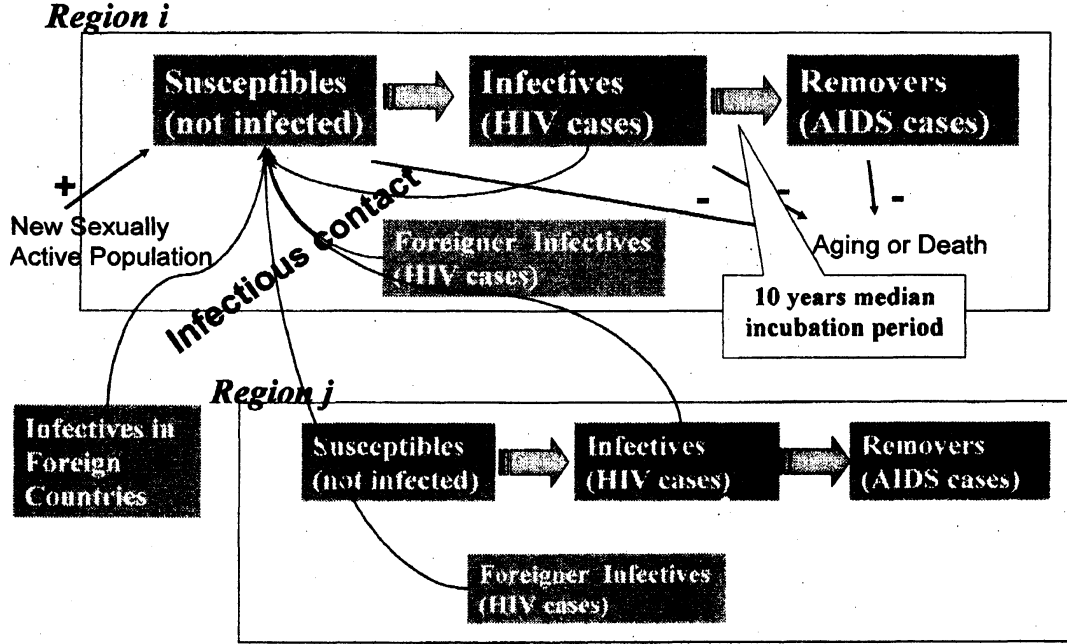 Region i
Susceptibles
(not infected)
Infectives
(HIV cases)
Removers
(AIDS cases)
+
New Sexually
Active Population
Infectious contact
-
-
-
Foreigner Infectives
(HIV cases)
Aging or Death
10 years median
incubation period
Region j
Infectives in
Foreign
Countries
Susceptibles
(not infected)
Infectives
(HIV cases)
Removers
(AIDS cases)
Foreigner Infectives
(HIV cases)